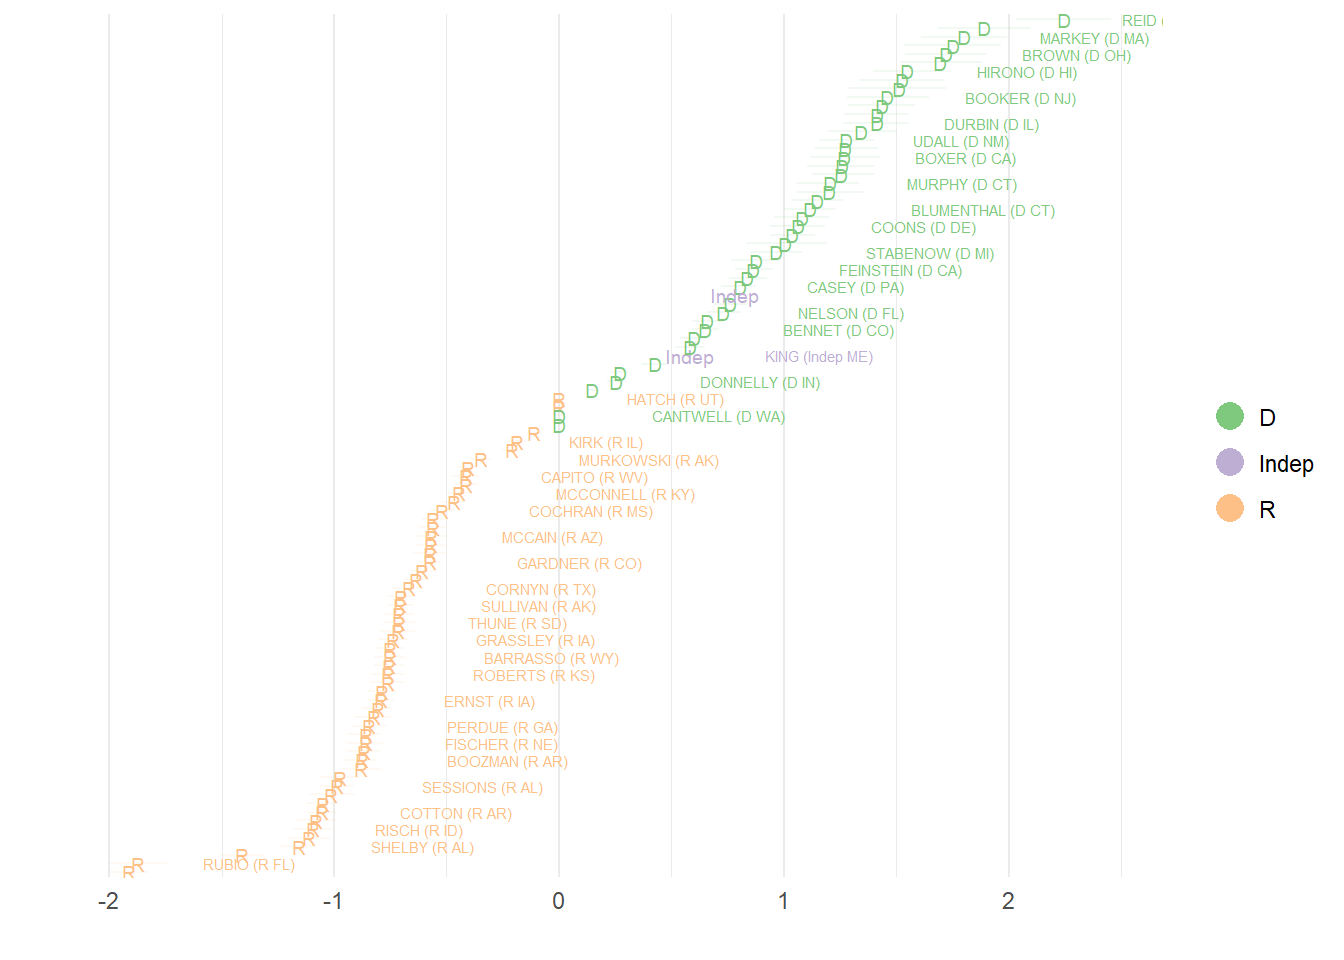 D REID (
D
D MARKEY (D MA)
D
D BROWN (D OH)
D
D HIRONO (D HI)
D
D
D BOOKER (D NJ)
D
D
D DURBIN (D IL)
D
D UDALL (D NM)
D
D BOXER (D CA)
D
D
D MURPHY (D CT)
D
D
D BLUMENTHAL (D CT)
D
D COONS (D DE)
D
D
D STABENOW (D MI)
D
D FEINSTEIN (D CA)
D
D CASEY (D PA)
Indep
D
D NELSON (D FL)
D
D BENNET (D CO)
D
D
Indep KING (Indep ME)
D
D
D DONNELLY (D IN)
D
R HATCH (R UT)
R
D CANTWELL (D WA)
D
R
R KIRK (R IL)
R
R MURKOWSKI (R AK)
R
R CAPITO (R WV)
R
R MCCONNELL (R KY)
R
R COCHRAN (R MS)
R
R
R MCCAIN (R AZ)
R
R
R GARDNER (R CO)
R
R
R CORNYN (R TX)
R
R SULLIVAN (R AK)
R
R THUNE (R SD)
R
R GRASSLEY (R IA)
R
R BARRASSO (R WY)
R
R ROBERTS (R KS)
R
R
R ERNST (R IA)
R
R
R PERDUE (R GA)
R
R FISCHER (R NE)
R
R BOOZMAN (R AR)
R
R
R SESSIONS (R AL)
R
R
R COTTON (R AR)
R
R RISCH (R ID)
R
R SHELBY (R AL)
R
R RUBIO (R FL)
R
-2 -1 0 1 2
D
Indep
R